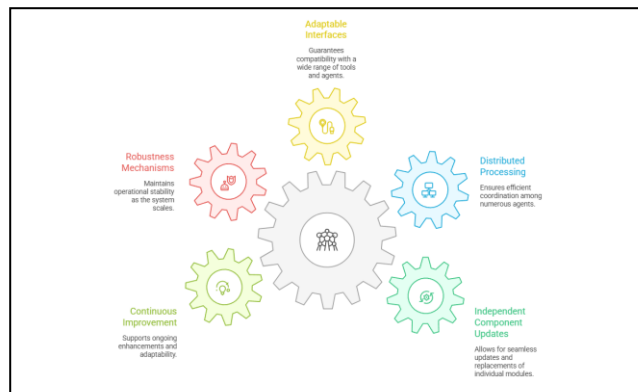 Adaptable
Interfaces
Guarantees
compatibility with a
wide range of tools
and agents.
Robustness
Mechanisms
Maintains
operational stability
as the system
scales.
Distributed
Processing
Ensures efficient
coordination among
numerous agents.
Continuous
Improvement
Supports ongoing
enhancements and
adaptability.
Independent
Component
Updates
Allows for seamless
updates and
replacements of
individual modules.